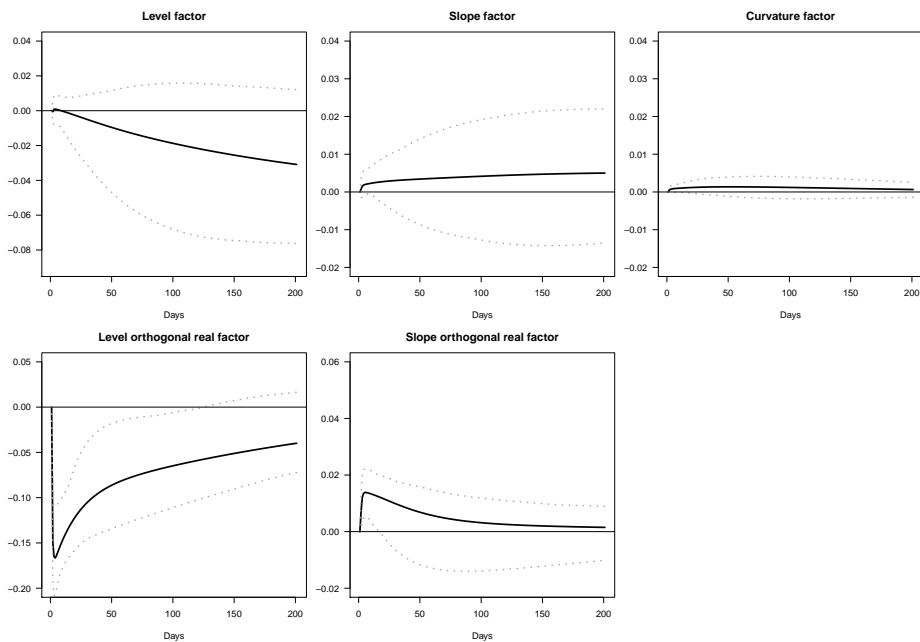 Level factor
0.04
0.02
0.00
−0.02
−0.04
−0.06
−0.08
0 50 100 150 200
Days
Slope factor
0.04
0.03
0.02
0.01
0.00
−0.01
−0.02
0 50 100 150 200
Days
Curvature factor
0.04
0.03
0.02
0.01
0.00
−0.01
−0.02
0 50 100 150 200
Days
Level orthogonal real factor
0.05
0.00
−0.05
−0.10
−0.15
−0.20
0 50 100 150 200
Days
Slope orthogonal real factor
0.06
0.04
0.02
0.00
−0.02
0 50 100 150 200
Days